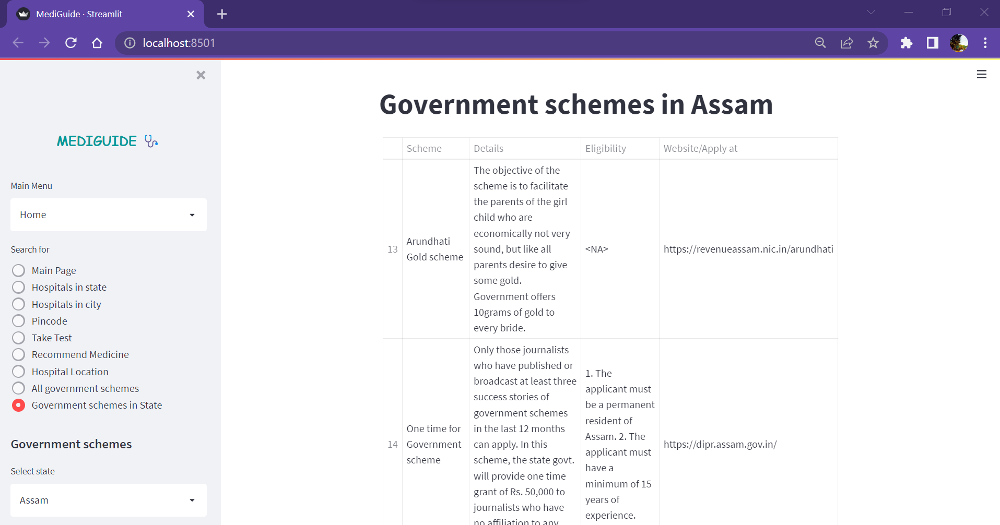 MediGuide · Streamlit
localhost:8501
MEDIGUIDE
Main Menu
Home
Search for
Main Page
Hospitals in state
Hospitals in city
Pincode
Take Test
Recommend Medicine
Hospital Location
All government schemes
Government schemes in State
Government schemes
Select state
Assam
Government schemes in Assam
Scheme
Details
Eligibility
Website/Apply at
13
Arundhati
Gold scheme
The objective of the
scheme is to facilitate
the parents of the girl
child who are
economically not very
sound, but like all
parents desire to give
some gold.
Government offers
10grams of gold to
every bride.
<NA>
https://revenueassam.nic.in/arundhati
14
One time for
Government
scheme
Only those journalists
who have published or
broadcast at least three
success stories of
government schemes
in the last 12 months
can apply. In this
scheme, the state govt.
will provide one time
grant of Rs. 50,000 to
journalists who have
no affiliation to any
1. The
applicant must
be a permanent
resident of
Assam. 2. The
applicant must
have a
minimum of 15
years of
experience.
https://dipr.assam.gov.in/